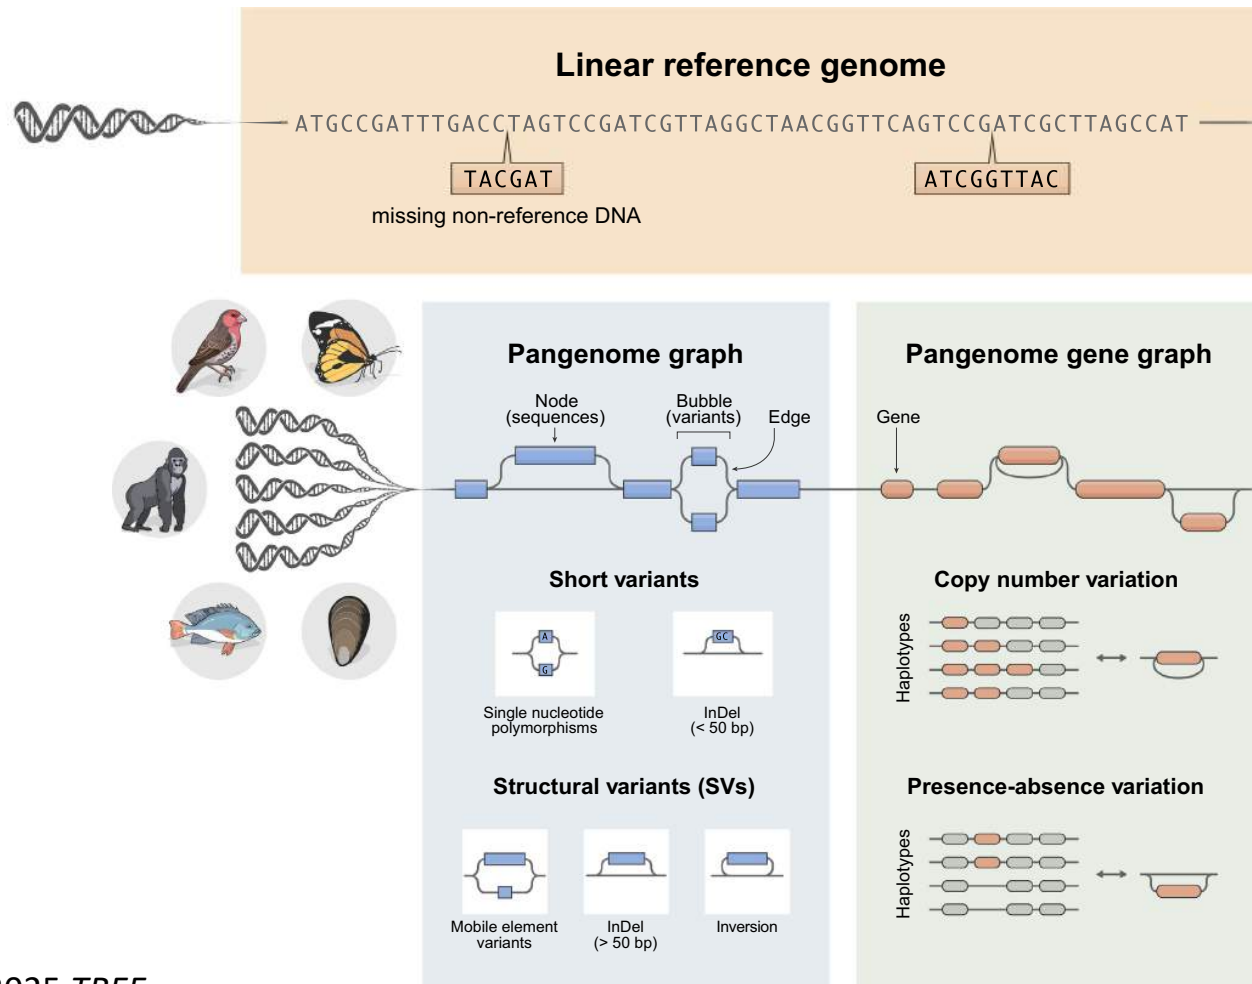 Linear reference genome
ATGCCGATTTGACCTAGTCCGATCGTTAGGCTAACGGTTCAGTCCGATCGCTTAGCCAT
TACGAT
ATCGGTTAC
missing non-reference DNA
Pangenome graph
Node
(sequences)
Bubble
(variants)
Edge
Short variants
A
G
GC
Single nucleotide
polymorphisms
InDel
(< 50 bp)
Structural variants (SVs)
Mobile element
variants
InDel
(> 50 bp)
Inversion
Pangenome gene graph
Gene
Copy number variation
Haplotypes
Presence-absence variation
Haplotypes